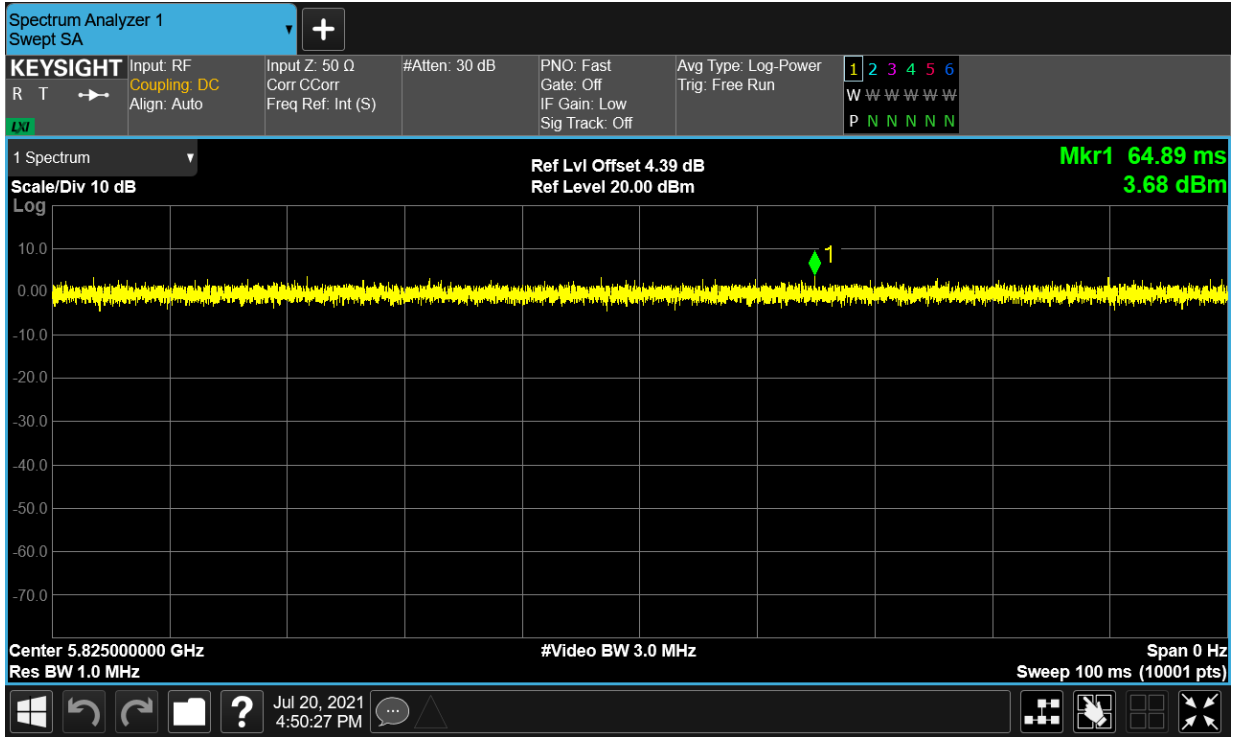 Spectrum Analyzer 1
Swept SA
KEYSIGHT
R T
LXI
Input: RF
Coupling: DC
Align: Auto
Input Z: 50 Ω
Corr CCorr
Freq Ref: Int (S)
#Atten: 30 dB
PNO: Fast
Gate: Off
IF Gain: Low
Sig Track: Off
Avg Type: Log-Power
Trig: Free Run
1 2 3 4 5 6
W W W W W W
P N N N N N
1 Spectrum
Scale/Div 10 dB
Log
Ref Lvl Offset 4.39 dB
Ref Level 20.00 dBm
Mkr1 64.89 ms
3.68 dBm
10.0
1
0.00
-10.0
-20.0
-30.0
-40.0
-50.0
-60.0
-70.0
Center 5.825000000 GHz
#Video BW 3.0 MHz
Span 0 Hz
Res BW 1.0 MHz
Sweep 100 ms (10001 pts)
?
Jul 20, 2021
4:50:27 PM